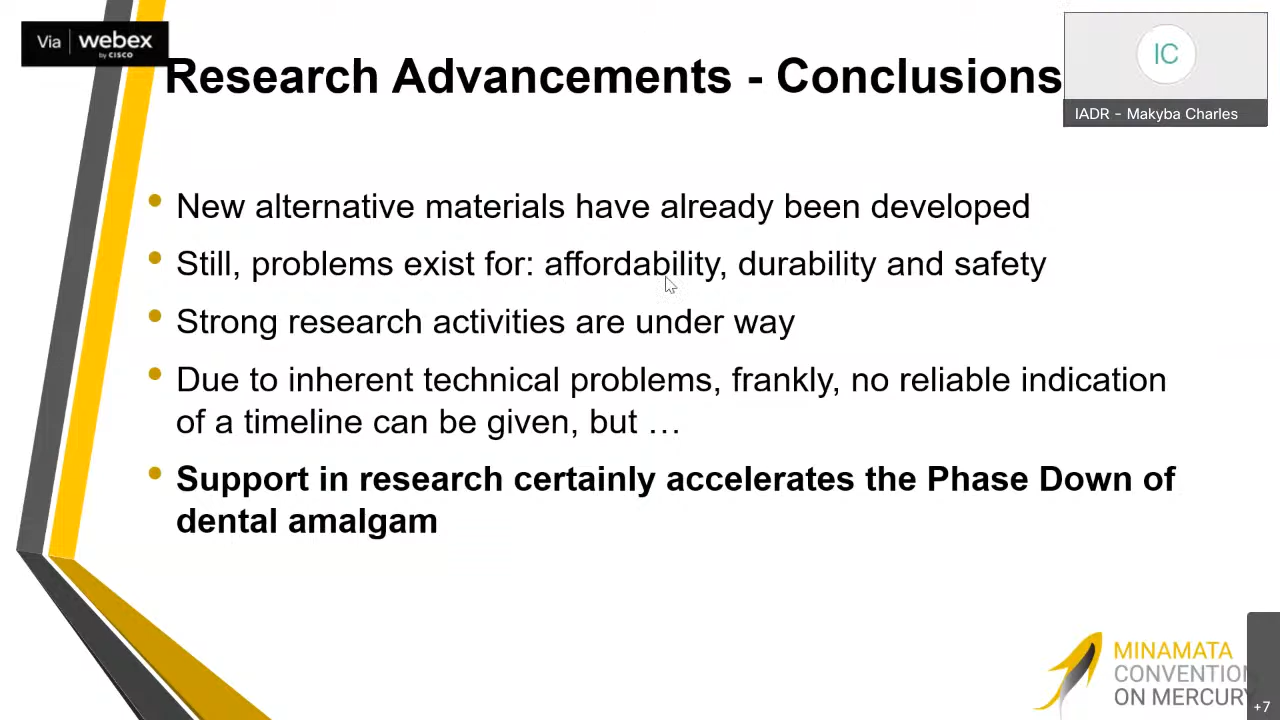 Via webex
by CISCO
Research Advancements - Conclusions
IC
IADR - Makyba Charles
• New alternative materials have already been developed
• Still, problems exist for: affordability, durability and safety
• Strong research activities are under way
• Due to inherent technical problems, frankly, no reliable indication
of a timeline can be given, but …
• Support in research certainly accelerates the Phase Down of
dental amalgam
MINAMATA
CONVENTION
ON MERCURY
+7